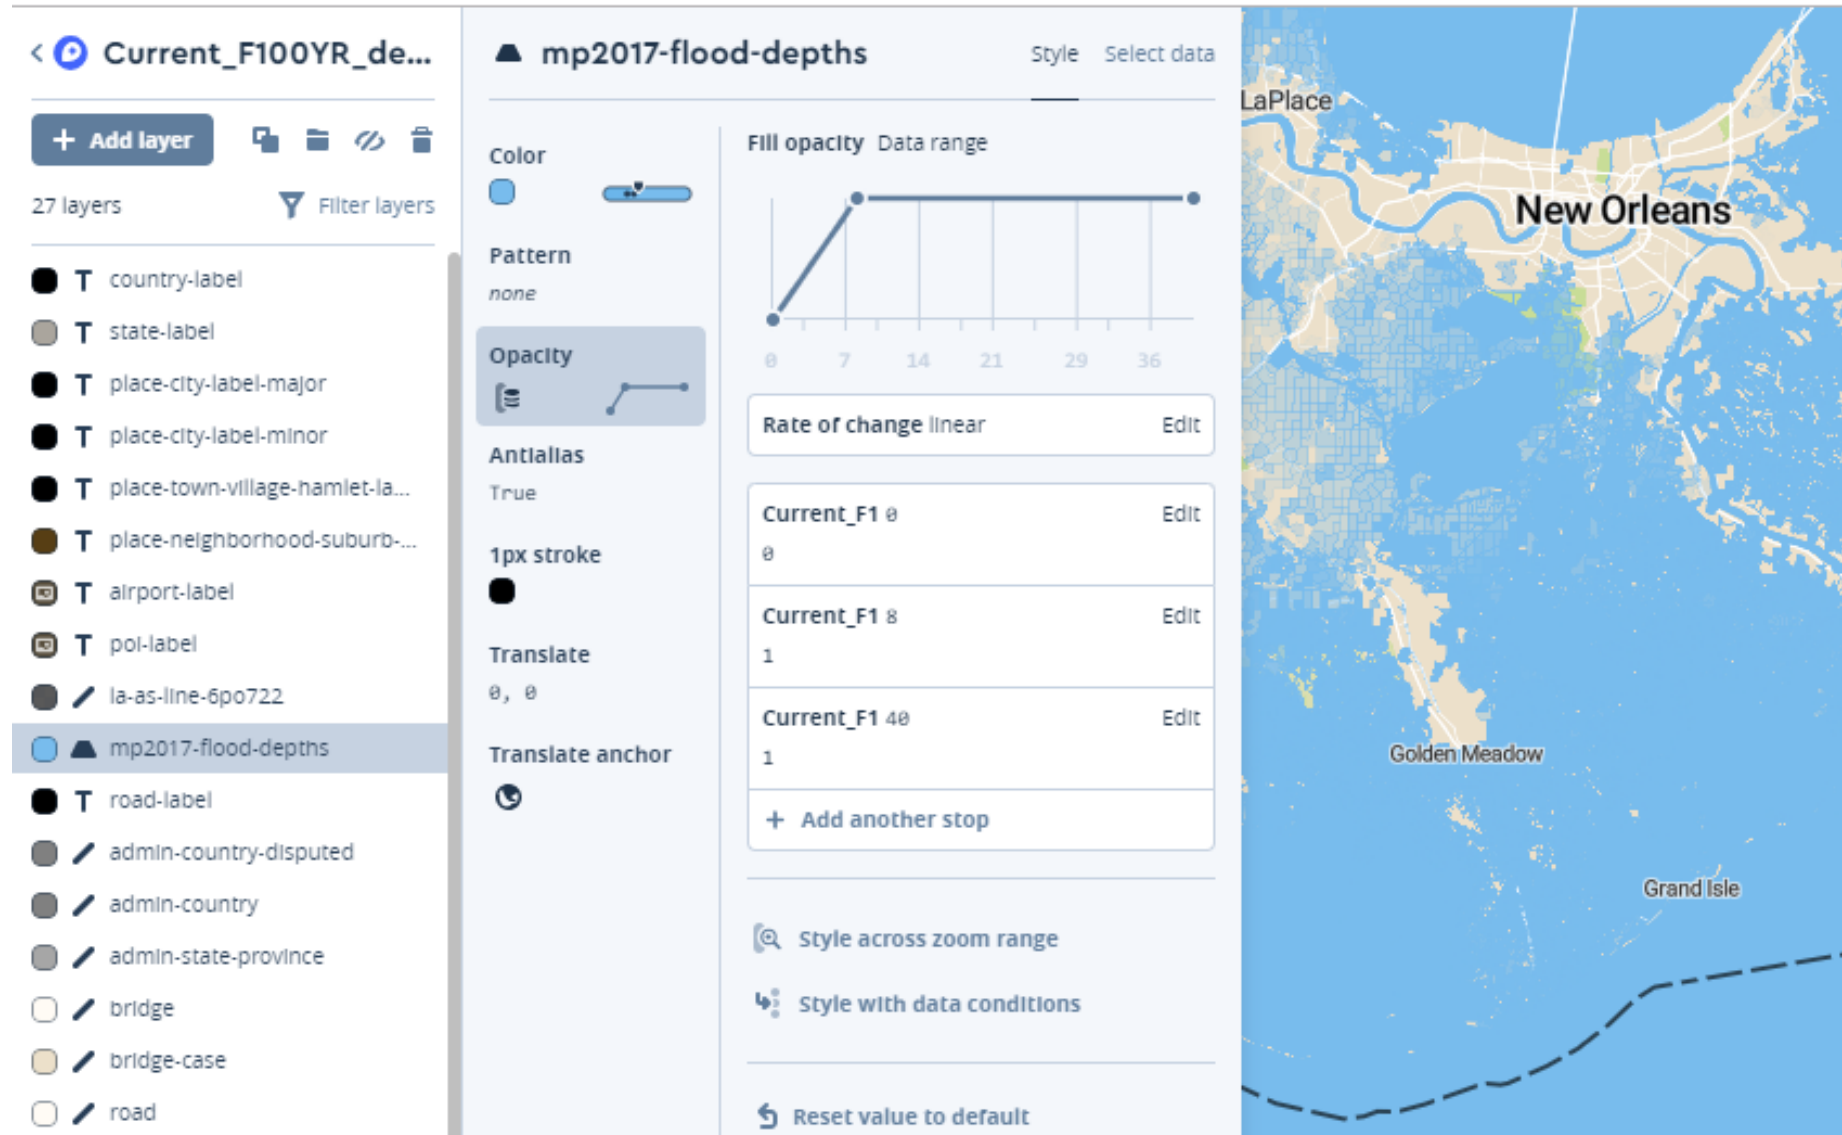 Current_F100YR_de...
Add layer
27 layers
Filter layers
country-label
state-label
place-city-label-major
place-city-label-minor
place-town-village-hamlet-la...
place-neighborhood-suburb-...
airport-label
poi-label
la-as-line-6po722
mp2017-flood-depths
road-label
admin-country-disputed
admin-country
admin-state-province
bridge
bridge-case
road
mp2017-flood-depths
Style
Select data
Color
Pattern
none
Opacity
Antialias
True
1px stroke
Translate
0, 0
Translate anchor
Fill opacity Data range
0 7 14 21 29 36
Rate of change linear
Edit
Current_F1 0
Edit
0
Current_F1 8
Edit
1
Current_F1 40
Edit
1
+ Add another stop
Style across zoom range
Style with data conditions
Reset value to default
LaPlace
New Orleans
Golden Meadow
Grand Isle